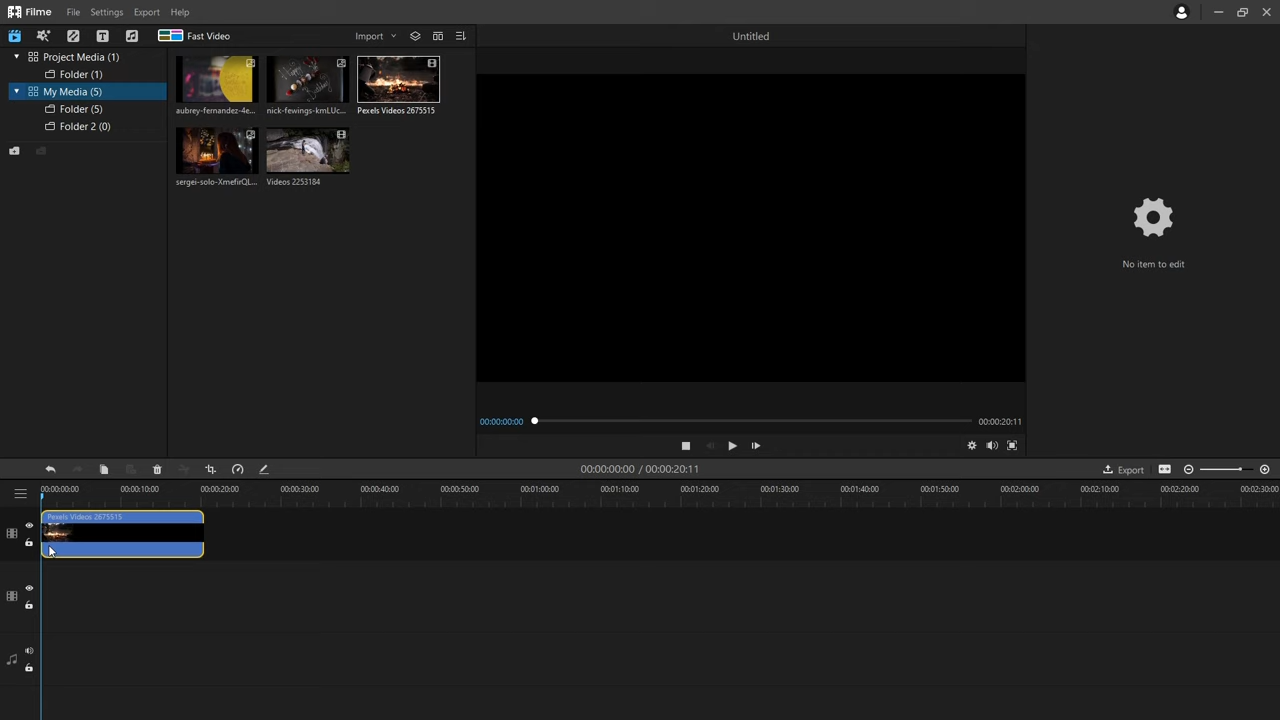 Filme File Settings Export Help
Fast Video Import
Untitled
Project Media (1)
Folder (1)
My Media (5)
Folder (5)
Folder 2 (0)
aubrey-fernandez-4e... nick-fewings-kmLUc... Pexels Videos 2675515
sergei-solo-XmefirQL... Videos 2253184
No item to edit
00:00:00:00 00:00:20:11
00:00:00:00 / 00:00:20:11 Export
00:00:00:00 00:00:10:00 00:00:20:00 00:00:30:00 00:00:40:00 00:00:50:00 00:01:00:00 00:01:10:00 00:01:20:00 00:01:30:00 00:01:40:00 00:01:50:00 00:02:00:00 00:02:10:00 00:02:20:00 00:02:30:00
Pexels Videos 2675515